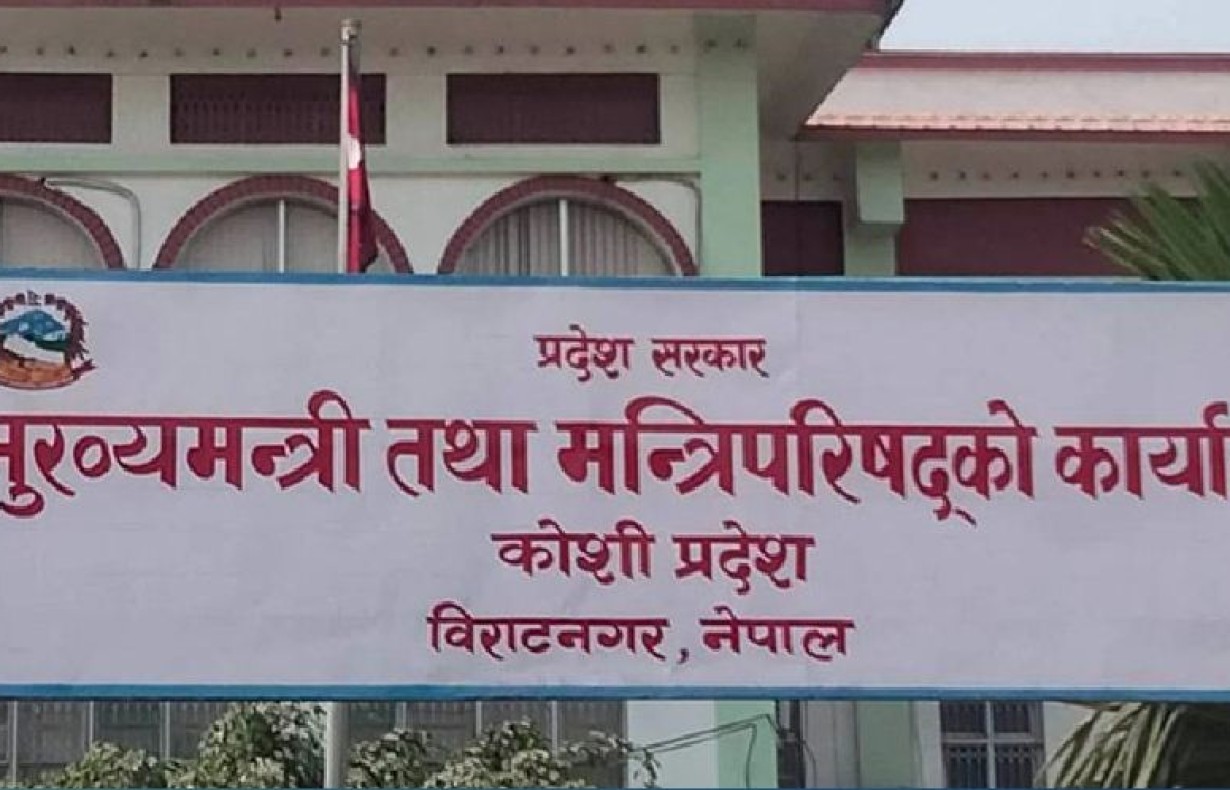 प्रदेश सरकार
मुख्यमन्त्री तथा मन्त्रिपरिषद्को कार्या
कोशी प्रदेश
विराटनगर, नेपाल